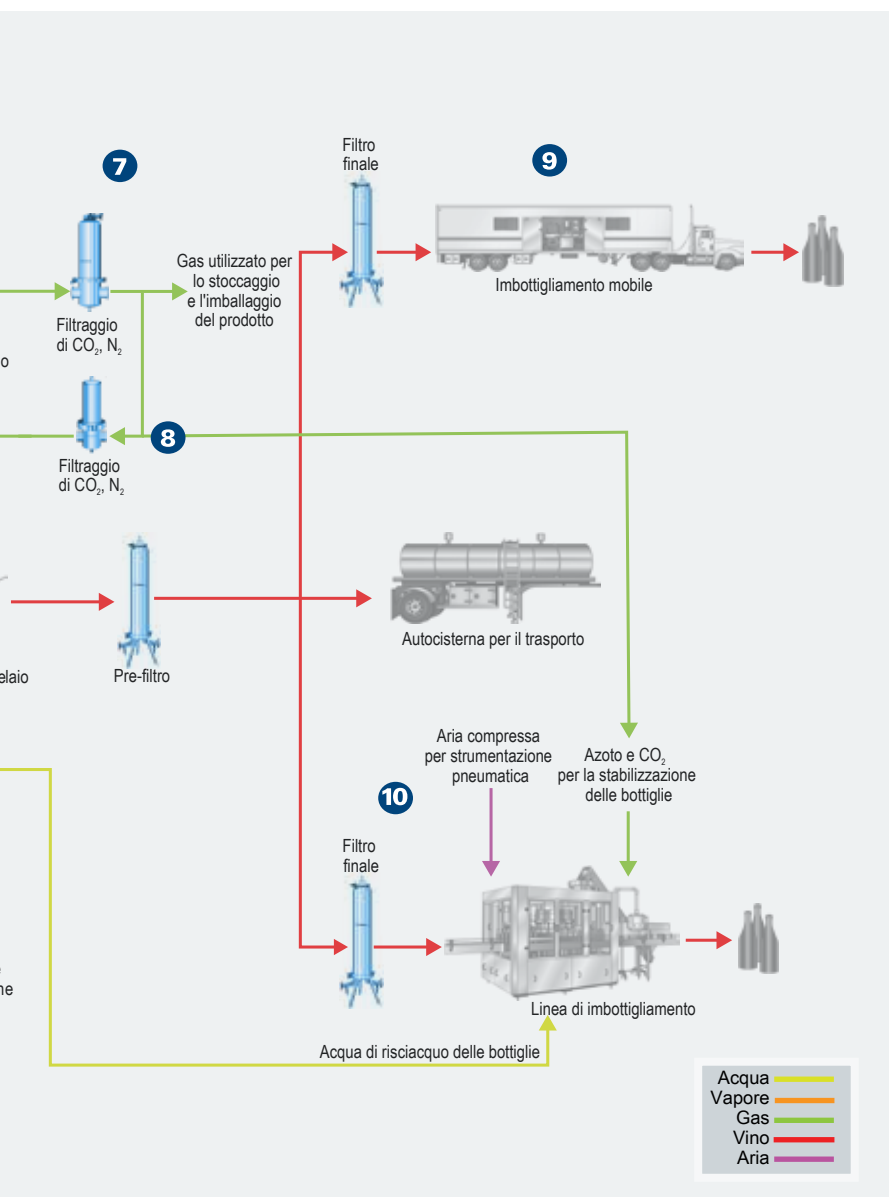 7
Filtro
finale
9
Gas utilizzato per
lo stoccaggio
e l'imballaggio
del prodotto
Imbottigliamento mobile
Filtraggio
di CO₂, N₂
o
8
Filtraggio
di CO₂, N₂
Autocisterna per il trasporto
elaio
Pre-filtro
Aria compressa
per strumentazione
pneumatica
Azoto e CO₂
per la stabilizzazione
delle bottiglie
10
Filtro
finale
e
ne
Linea di imbottigliamento
Acqua di risciacquo delle bottiglie
Acqua
Vapore
Gas
Vino
Aria